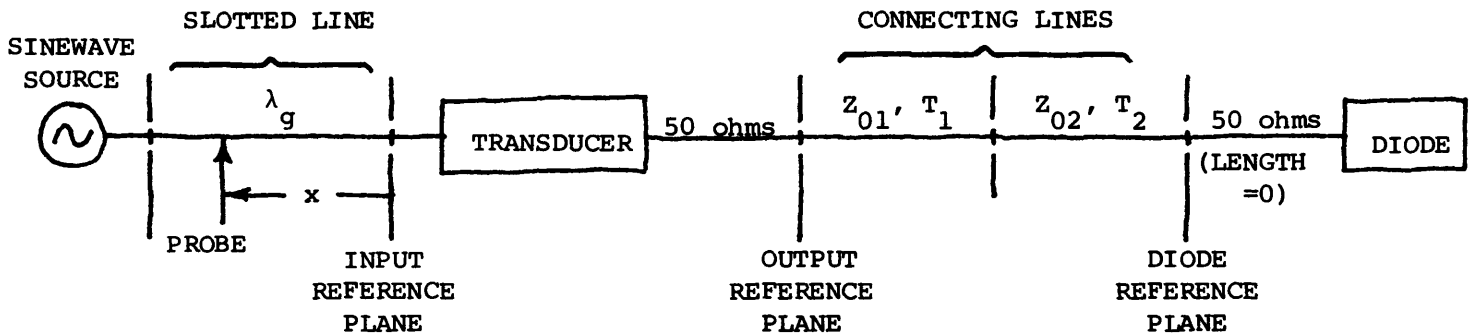 SLOTTED LINE
CONNECTING LINES
SINEWAVE
SOURCE
λg
TRANSDUCER
50 ohms
Z01, T1
Z02, T2
50 ohms
(LENGTH
=0)
DIODE
x
PROBE
INPUT
REFERENCE
PLANE
OUTPUT
REFERENCE
PLANE
DIODE
REFERENCE
PLANE